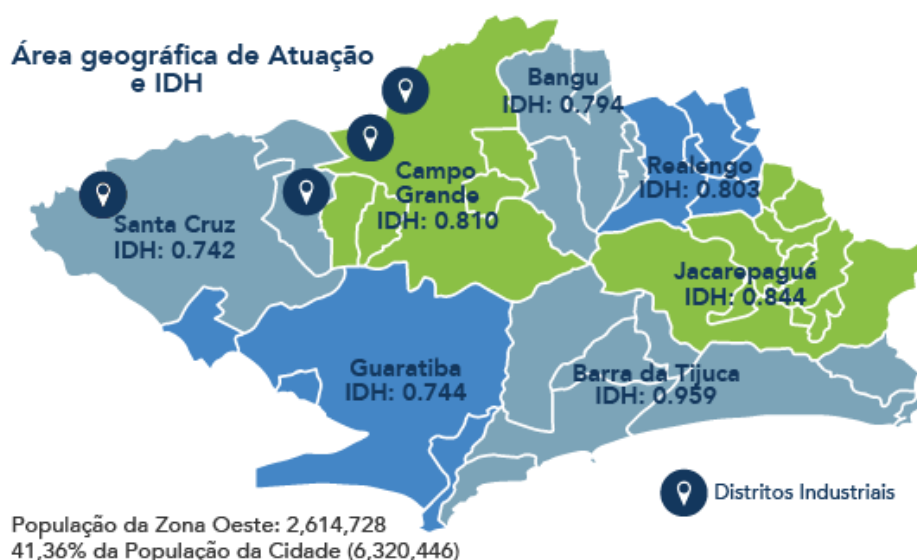 Área geográfica de Atuação
e IDH
Bangu
IDH: 0.794
Realengo
IDH: 0.803
Campo
Grande
IDH: 0.810
Santa Cruz
IDH: 0.742
Jacarepaguá
IDH: 0.844
Guaratiba
IDH: 0.744
Barra da Tijuca
IDH: 0.959
Distritos Industriais
População da Zona Oeste: 2,614,728
41,36% da População da Cidade (6,320,446)